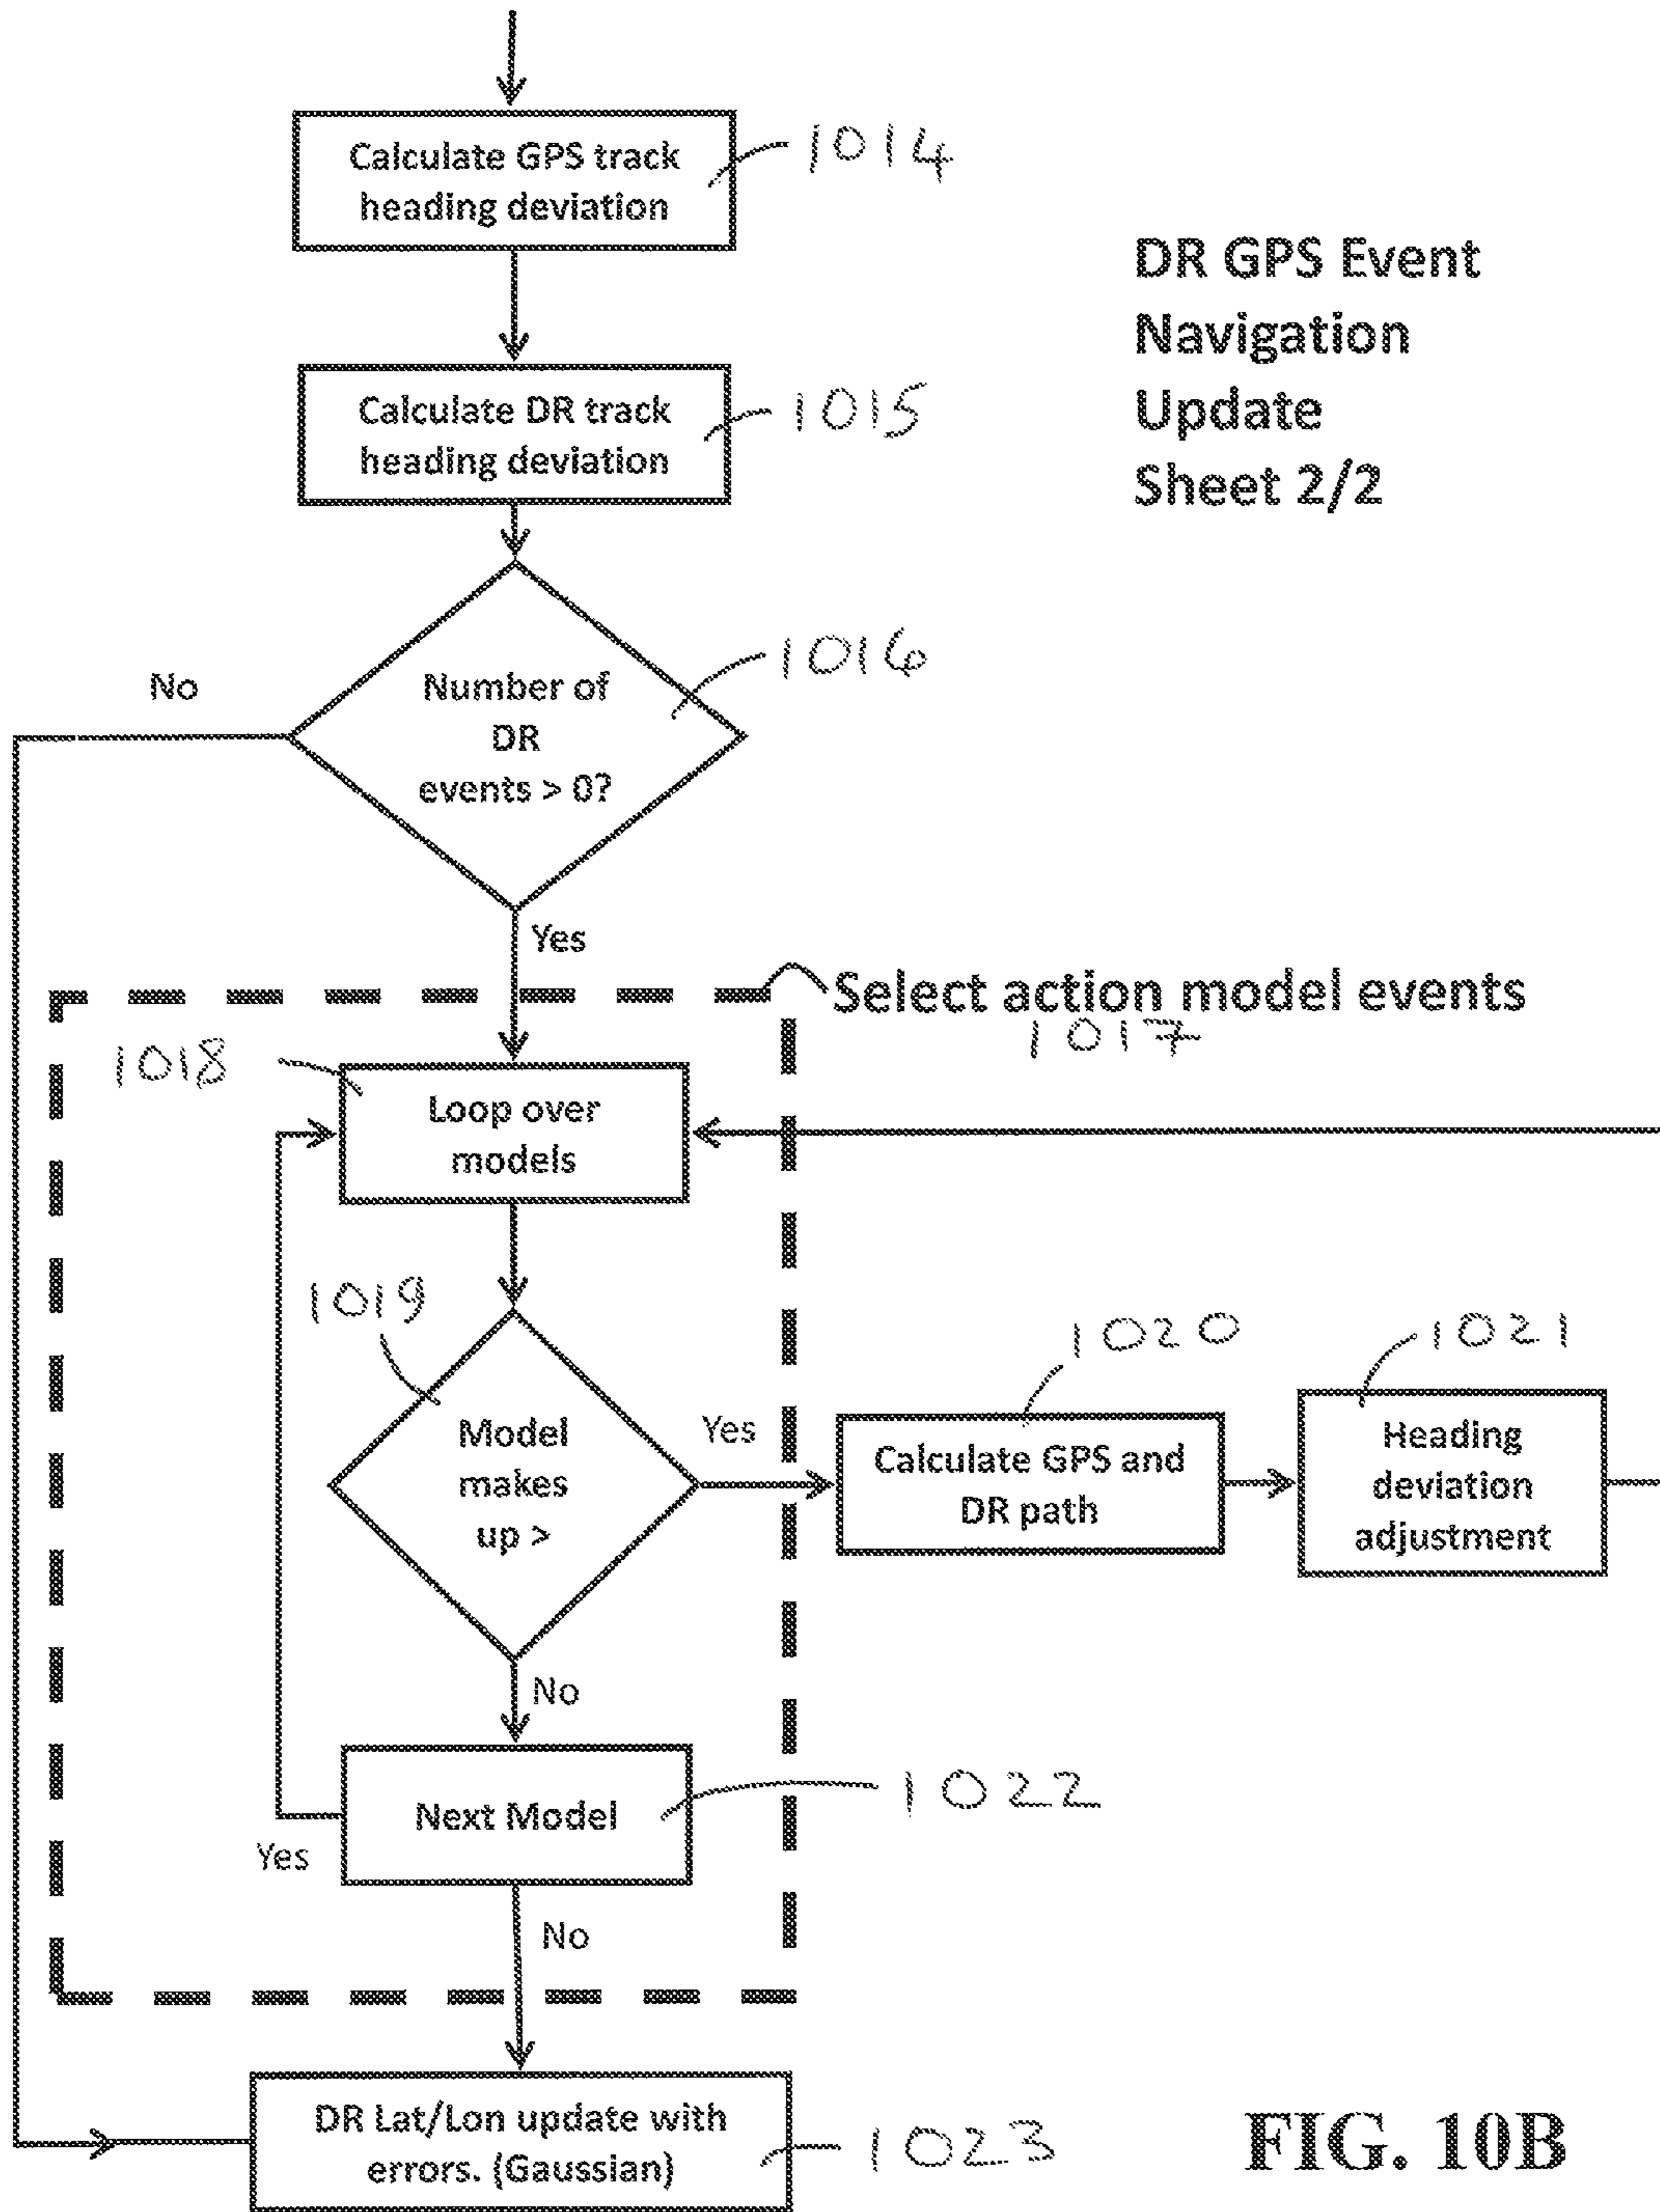 Calculate GPS track
heading deviation
1014
DR GPS Event
Navigation
Update
Sheet 2/2
Calculate DR track
heading deviation
1015
1016
No
Number of
DR
events > 0?
Yes
Select action model events
1017
1018
Loop over
models
1019
Model
makes
up >
Yes
1020
Calculate GPS and
DR path
1021
Heading
deviation
adjustment
No
Next Model
1022
Yes
No
DR Lat/Lon update with
errors. (Gaussian)
1023
FIG. 10B